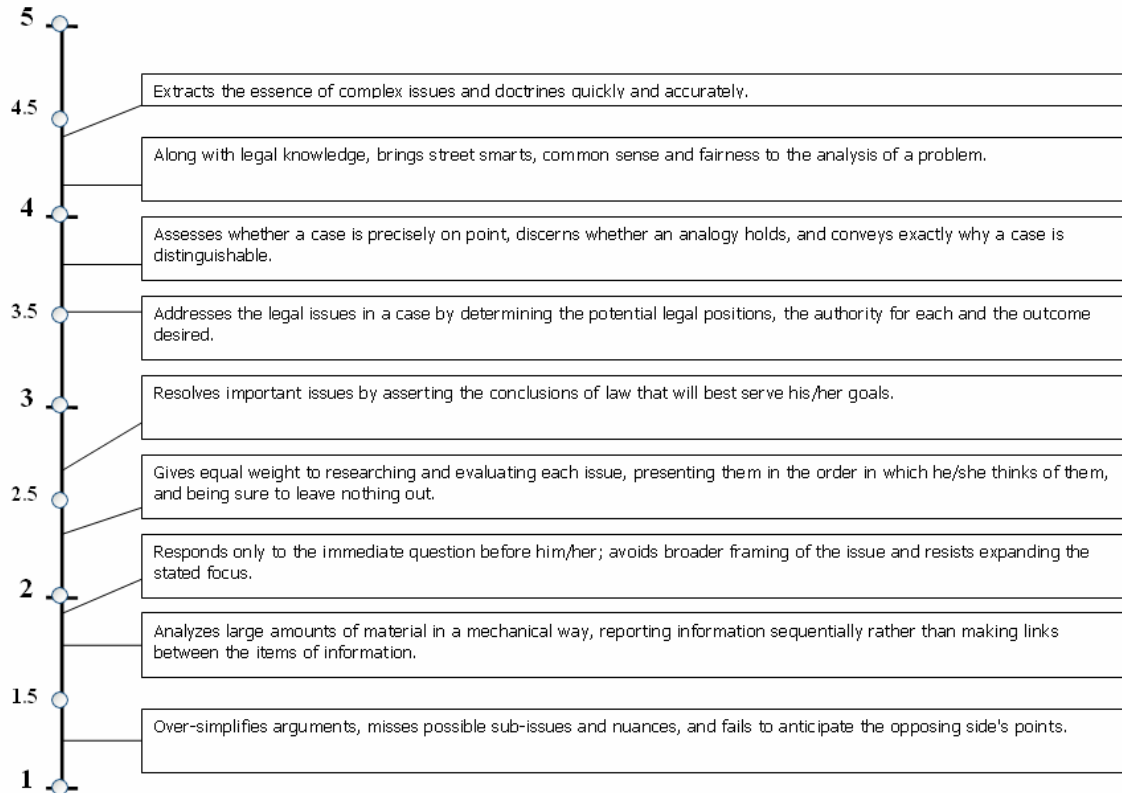 5
Extracts the essence of complex issues and doctrines quickly and accurately.
4.5
Along with legal knowledge, brings street smarts, common sense and fairness to the analysis of a problem.
4
Assesses whether a case is precisely on point, discerns whether an analogy holds, and conveys exactly why a case is
distinguishable.
3.5
Addresses the legal issues in a case by determining the potential legal positions, the authority for each and the outcome
desired.
3
Resolves important issues by asserting the conclusions of law that will best serve his/her goals.
Gives equal weight to researching and evaluating each issue, presenting them in the order in which he/she thinks of them,
2.5
and being sure to leave nothing out.
Responds only to the immediate question before him/her; avoids broader framing of the issue and resists expanding the
stated focus.
2
Analyzes large amounts of material in a mechanical way, reporting information sequentially rather than making links
between the items of information.
1.5
Over-simplifies arguments, misses possible sub-issues and nuances, and fails to anticipate the opposing side's points.
1